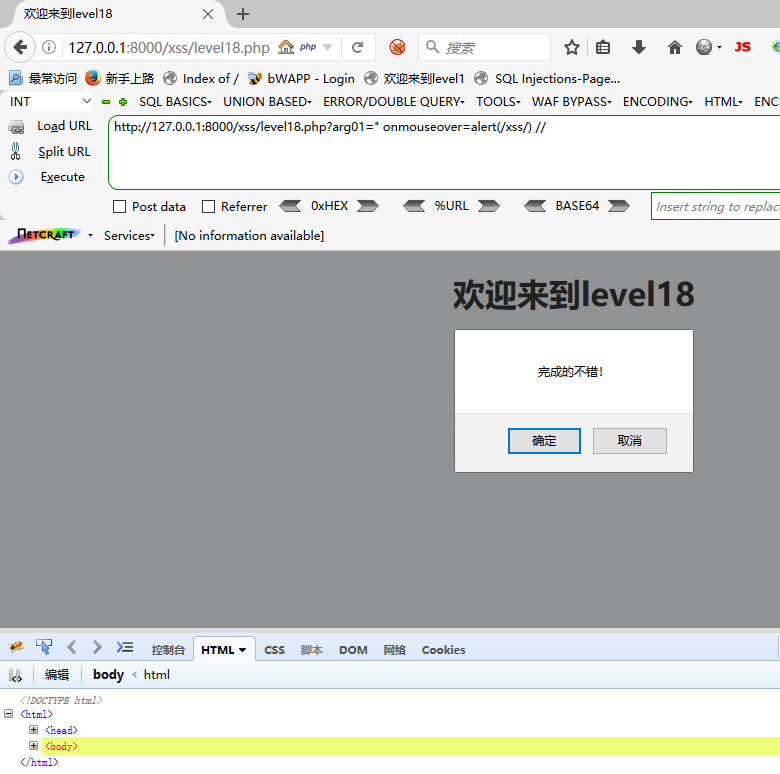 欢迎来到level18
127.0.0.1:8000/xss/level18.php php 搜索 JS
最常访问 新手上路 Index of / bWAPP - Login 欢迎来到level1 SQL Injections-Page...
INT SQL BASICS UNION BASED ERROR/DOUBLE QUERY TOOLS WAF BYPASS ENCODING HTML ENC
Load URL http://127.0.0.1:8000/xss/level18.php?arg01=" onmouseover=alert(/xss/) //
Split URL
Execute
Post data Referrer 0xHEX %URL BASE64 Insert string to replac
NETCRAFT Services [No information available]
欢迎来到level18
完成的不错！
确定 取消
控制台 HTML CSS 脚本 DOM 网络 Cookies
编辑 body < html
<!DOCTYPE html>
<html>
<head>
<body>
</html>